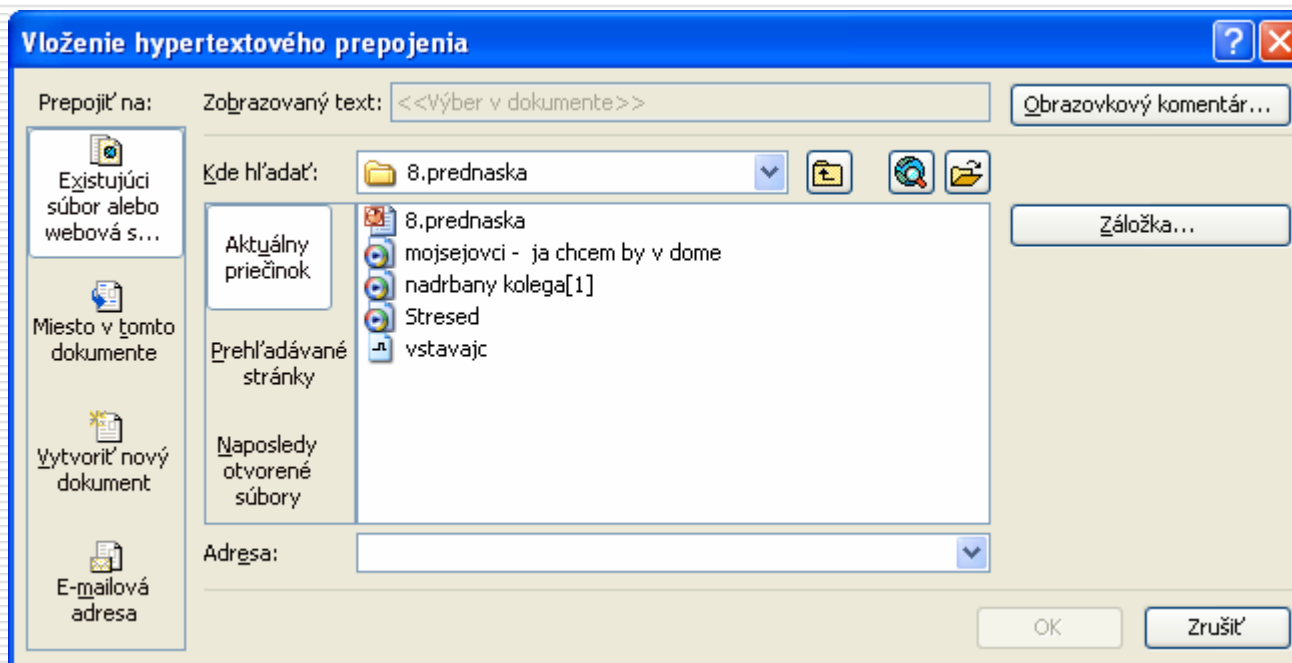 Vloženie hypertextového prepojenia
Prepojiť na:
Zobrazovaný text: <<Výber v dokumente>>
Obrazovkový komentár...
Existujúci
súbor alebo
webová s...
Miesto v tomto
dokumente
Vytvoriť nový
dokument
E-mailová
adresa
Kde hľadať: 8.prednaska
Aktuálny
priečinok
Prehľadávané
stránky
Naposledy
otvorené
súbory
8.prednaska
mojsejovci - ja chcem by v dome
nadrbany kolega[1]
Stresed
vstavajc
Záložka...
Adresa:
OK
Zrušiť